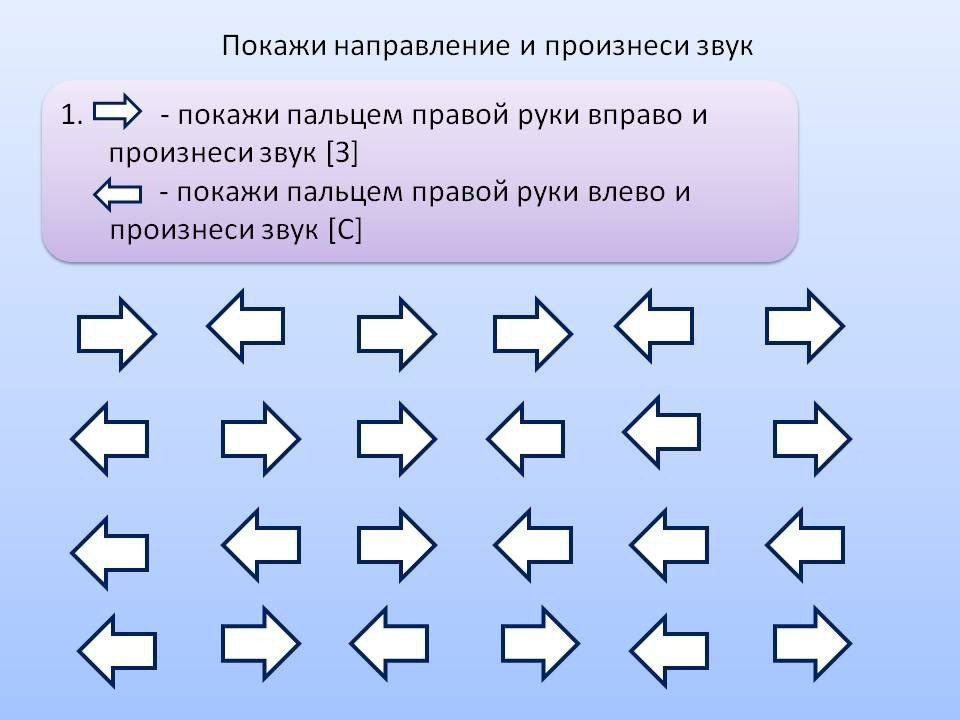 Покажи направление и произнеси звук
1. - покажи пальцем правой руки вправо и
произнеси звук [З]
- покажи пальцем правой руки влево и
произнеси звук [С]